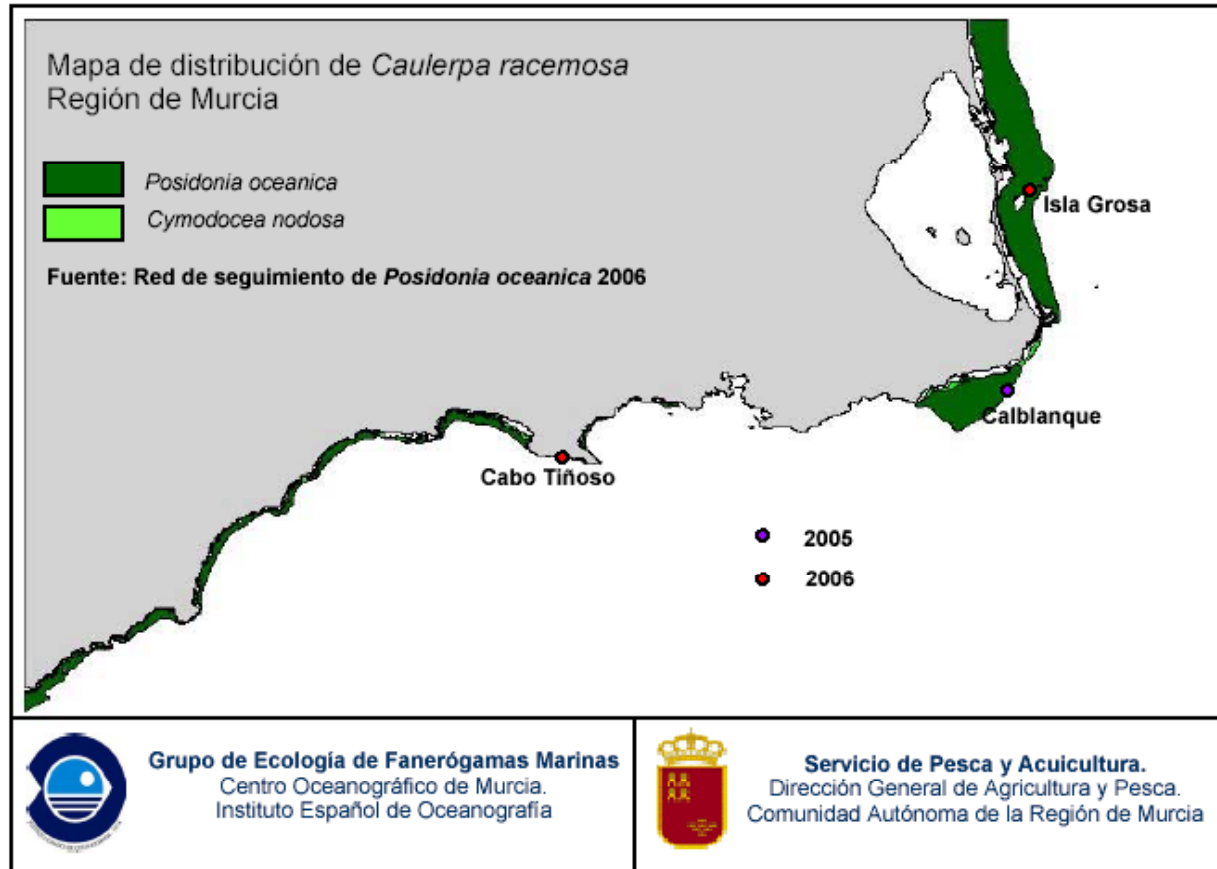 Mapa de distribución de Caulerpa racemosa
Región de Murcia
Posidonia oceanica
Cymodocea nodosa
Fuente: Red de seguimiento de Posidonia oceanica 2006
Isla Grosa
Calblanque
Cabo Tiñoso
2005
2006
Grupo de Ecología de Fanerógamas Marinas
Centro Oceanográfico de Murcia.
Instituto Español de Oceanografía
Servicio de Pesca y Acuicultura.
Dirección General de Agricultura y Pesca.
Comunidad Autónoma de la Región de Murcia